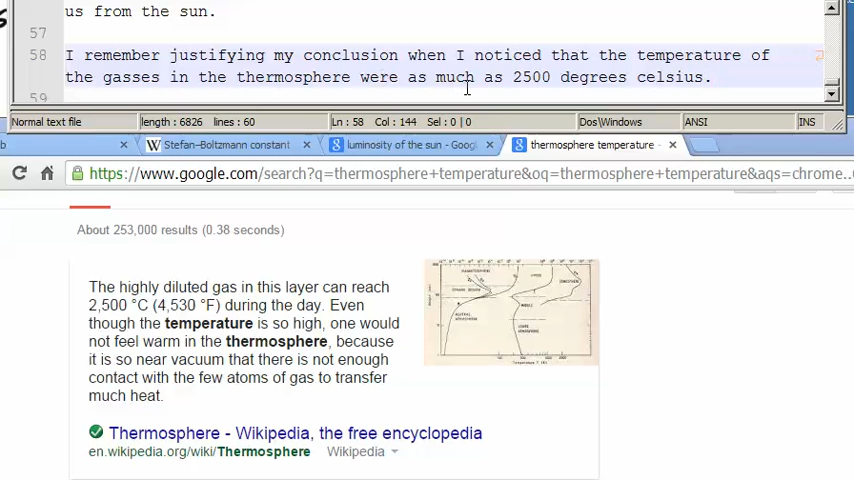 us from the sun.
57
58 I remember justifying my conclusion when I noticed that the temperature of
the gasses in the thermosphere were as much as 2500 degrees celsius.
59
Normal text file length : 6826 lines : 60 Ln : 58 Col : 144 Sel : 0 | 0 Dos\Windows ANSI INS
b × W Stefan–Boltzmann constant × luminosity of the sun - Goog × thermosphere temperature - ×
https://www.google.com/search?q=thermosphere+temperature&oq=thermosphere+temperature&aqs=chrome..6
About 253,000 results (0.38 seconds)
The highly diluted gas in this layer can reach
2,500 °C (4,530 °F) during the day. Even
though the temperature is so high, one would
not feel warm in the thermosphere, because
it is so near vacuum that there is not enough
contact with the few atoms of gas to transfer
much heat.
Thermosphere - Wikipedia, the free encyclopedia
en.wikipedia.org/wiki/Thermosphere Wikipedia